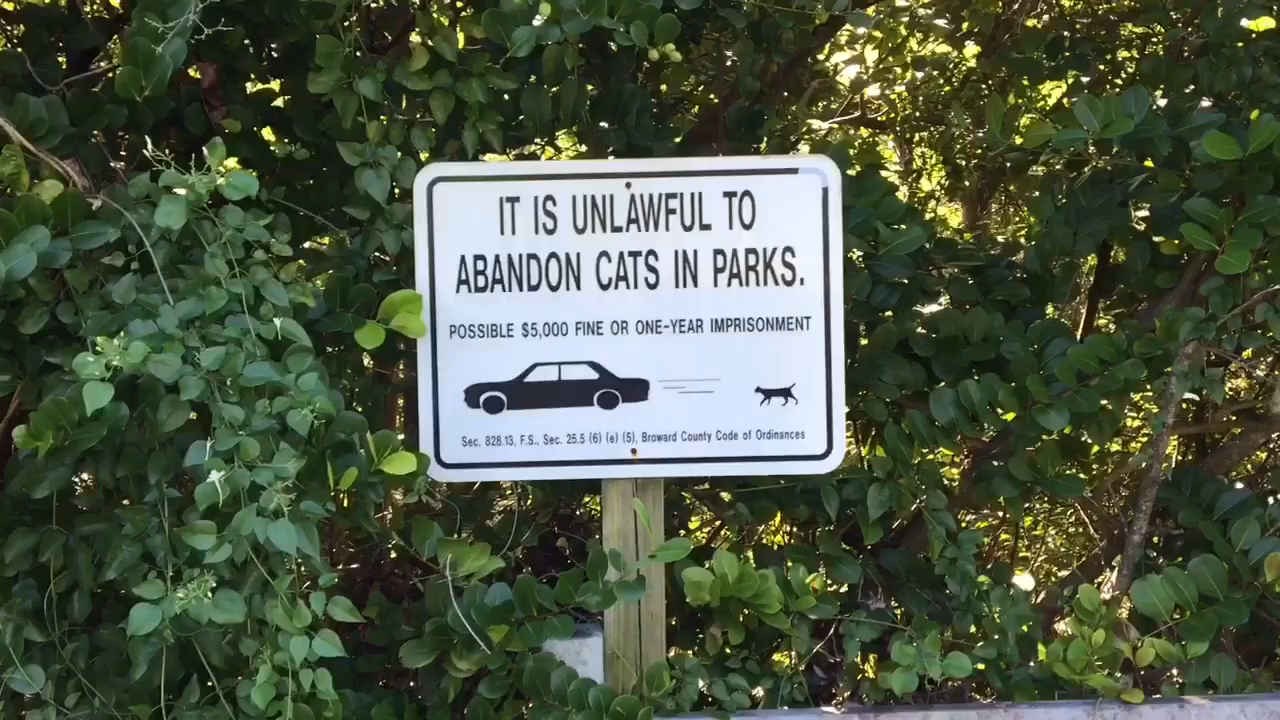 IT IS UNLAWFUL TO
ABANDON CATS IN PARKS.
POSSIBLE $5,000 FINE OR ONE-YEAR IMPRISONMENT
Sec. 828.13, F.S., Sec. 25.5 (6) (e) (5), Broward County Code of Ordinances